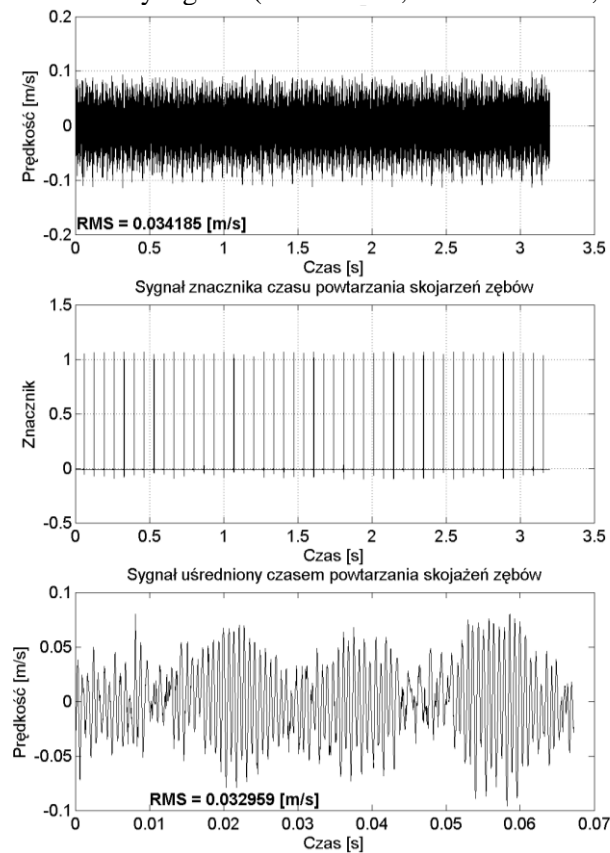 0.2
0.1
0
-0.1
-0.2
Prędkość [m/s]
RMS = 0.034185 [m/s]
0 0.5 1 1.5 2 2.5 3 3.5
Czas [s]
Sygnał znacznika czasu powtarzania skojarzeń zębów
1.5
1
0.5
0
-0.5
Znacznik
0 0.5 1 1.5 2 2.5 3 3.5
Czas [s]
Sygnał uśredniony czasem powtarzania skojażeń zębów
0.1
0.05
0
-0.05
-0.1
Prędkość [m/s]
RMS = 0.032959 [m/s]
0 0.01 0.02 0.03 0.04 0.05 0.06 0.07
Czas [s]